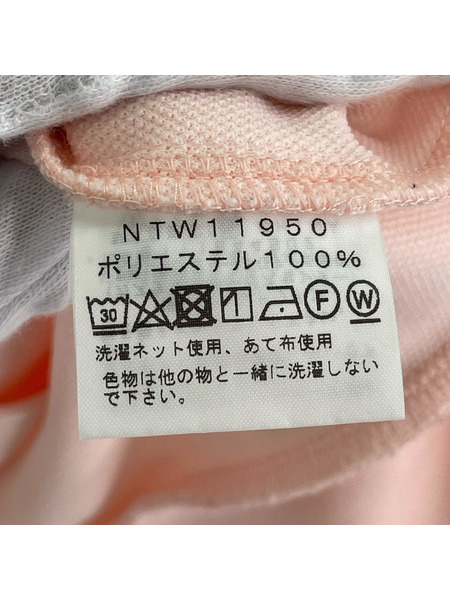 NTW11950
ポリエステル100%
30 F W
洗濯ネット使用、あて布使用
色物は他の物と一緒に洗濯しない
で下さい。